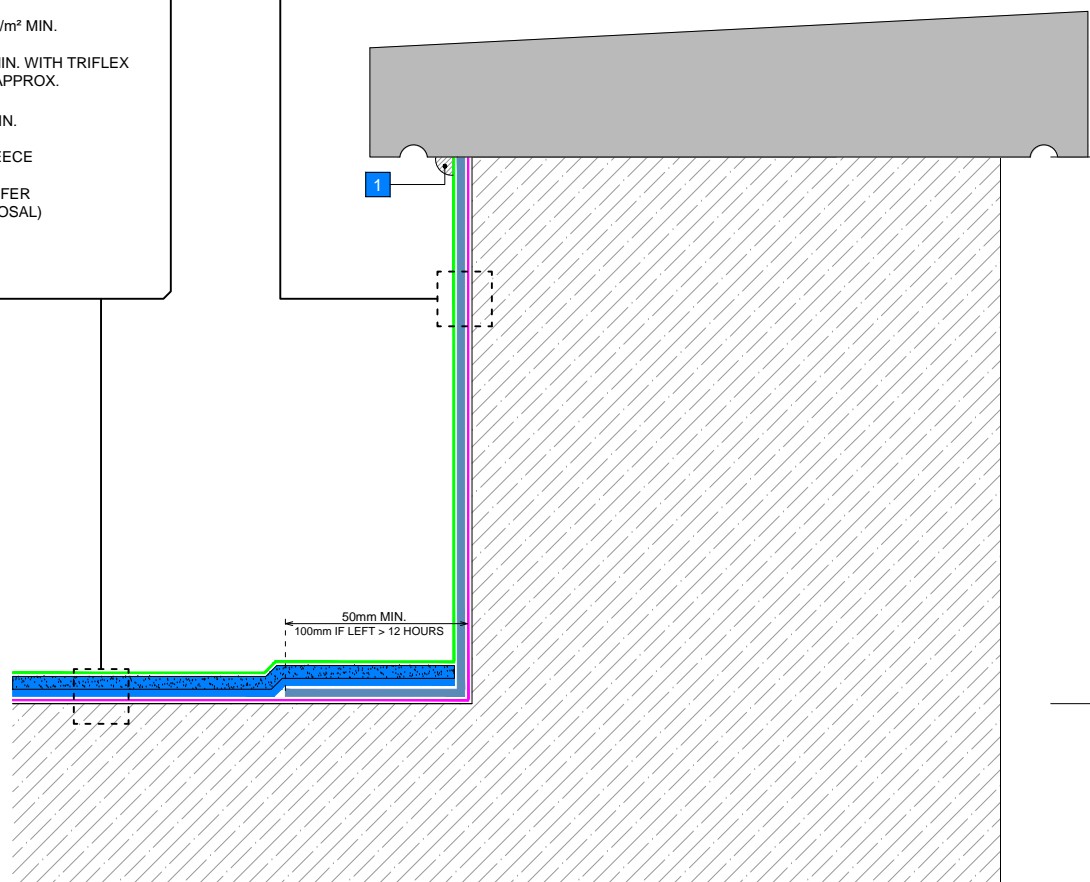 /m² MIN.
IN. WITH TRIFLEX
APPROX.
IN.
ECE
FER
OSAL)
1
50mm MIN.
100mm IF LEFT > 12 HOURS